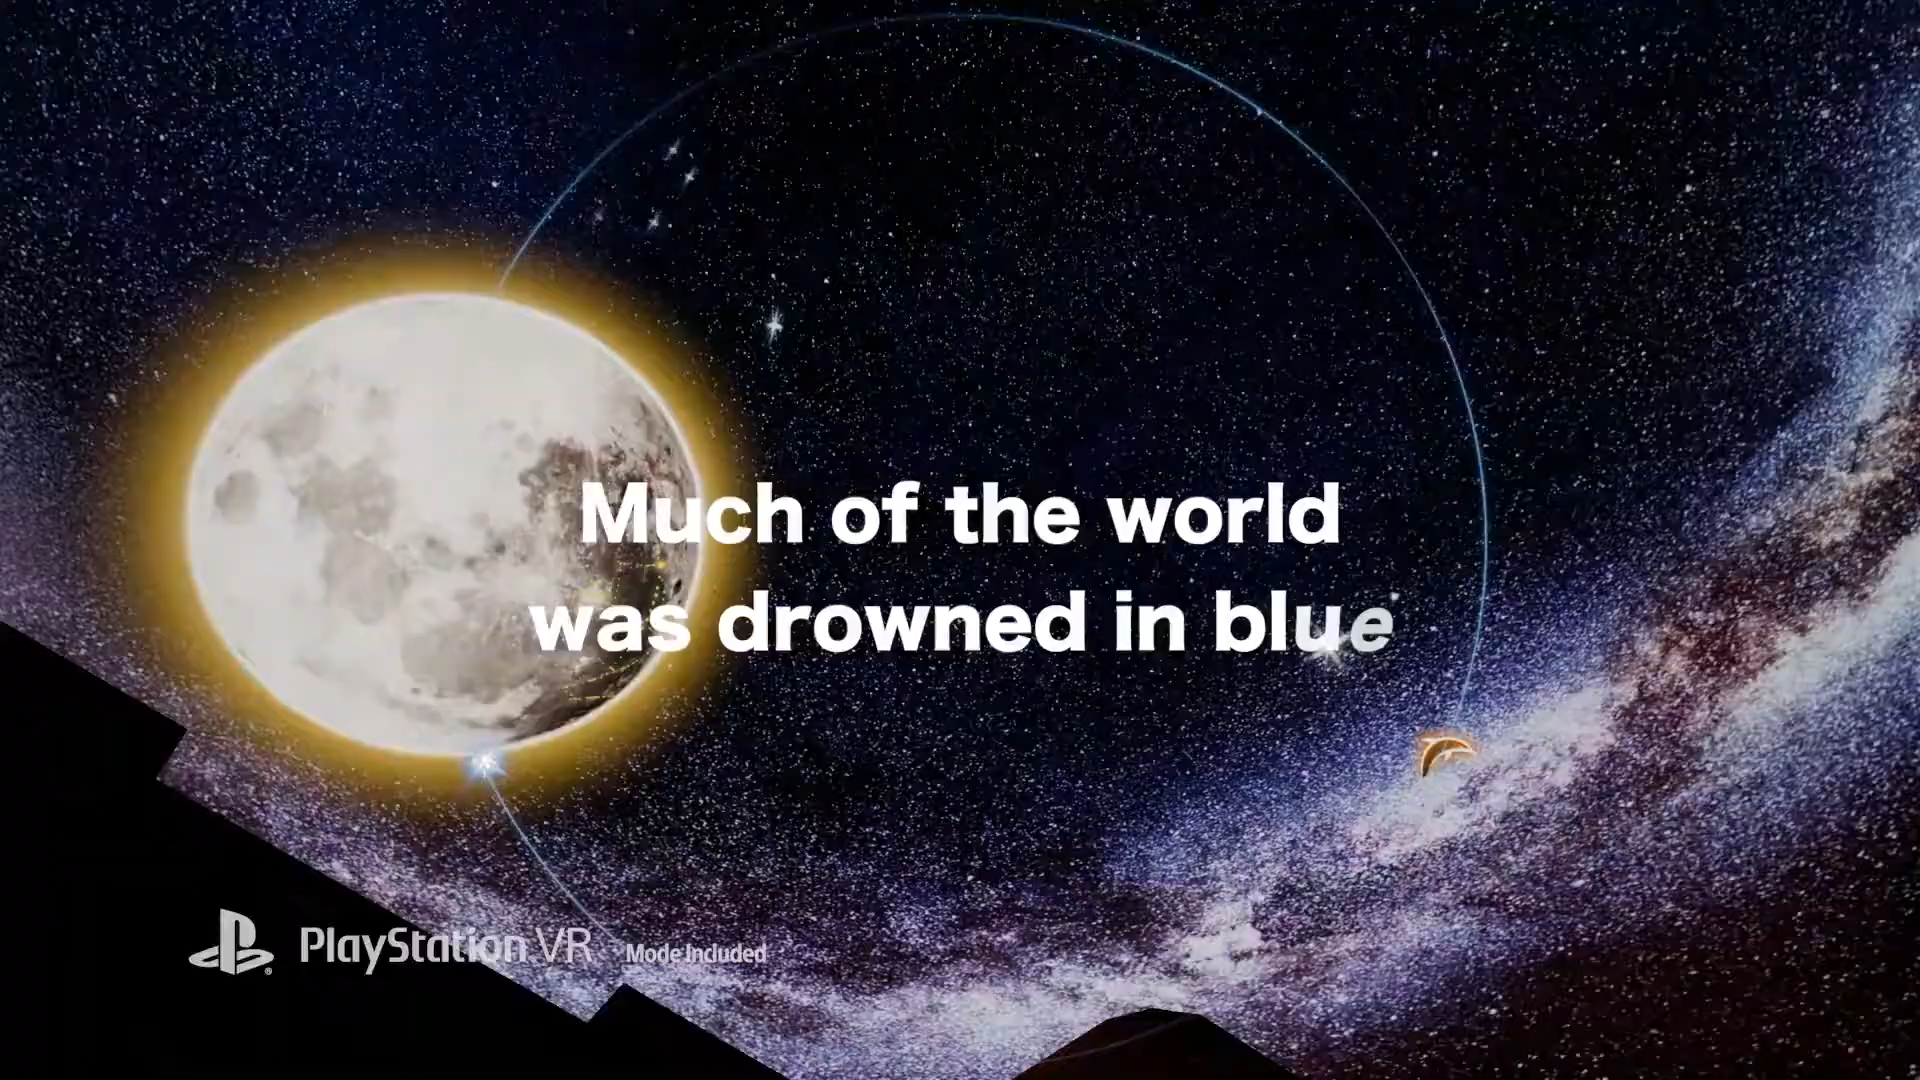 Much of the world
was drowned in blue
PlayStation VR Mode Included